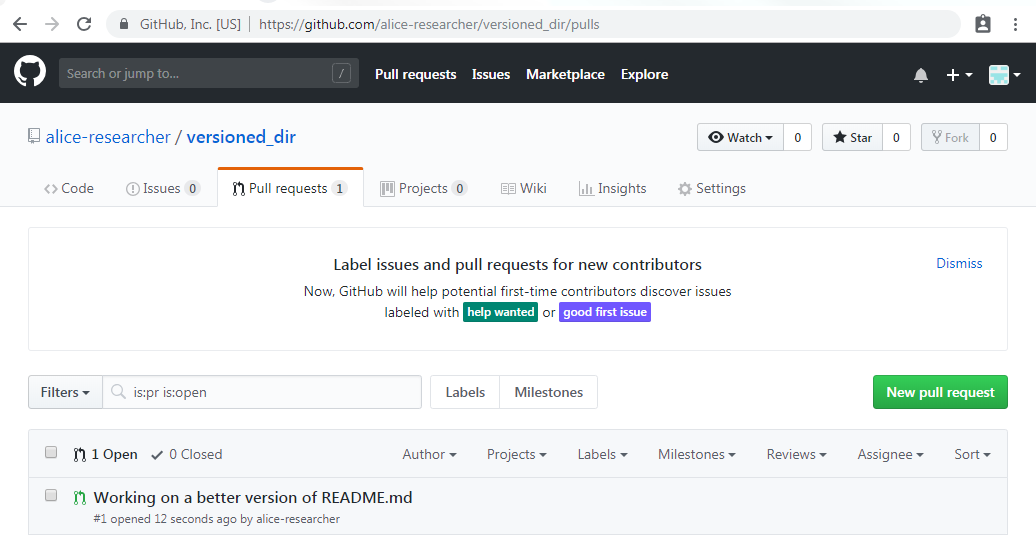 GitHub, Inc. [US] | https://github.com/alice-researcher/versioned_dir/pulls
Search or jump to... / Pull requests Issues Marketplace Explore
alice-researcher / versioned_dir Watch 0 Star 0 Fork 0
Code Issues 0 Pull requests 1 Projects 0 Wiki Insights Settings
Label issues and pull requests for new contributors Dismiss
Now, GitHub will help potential first-time contributors discover issues
labeled with help wanted or good first issue
Filters is:pr is:open Labels Milestones New pull request
1 Open 0 Closed Author Projects Labels Milestones Reviews Assignee Sort
Working on a better version of README.md
#1 opened 12 seconds ago by alice-researcher